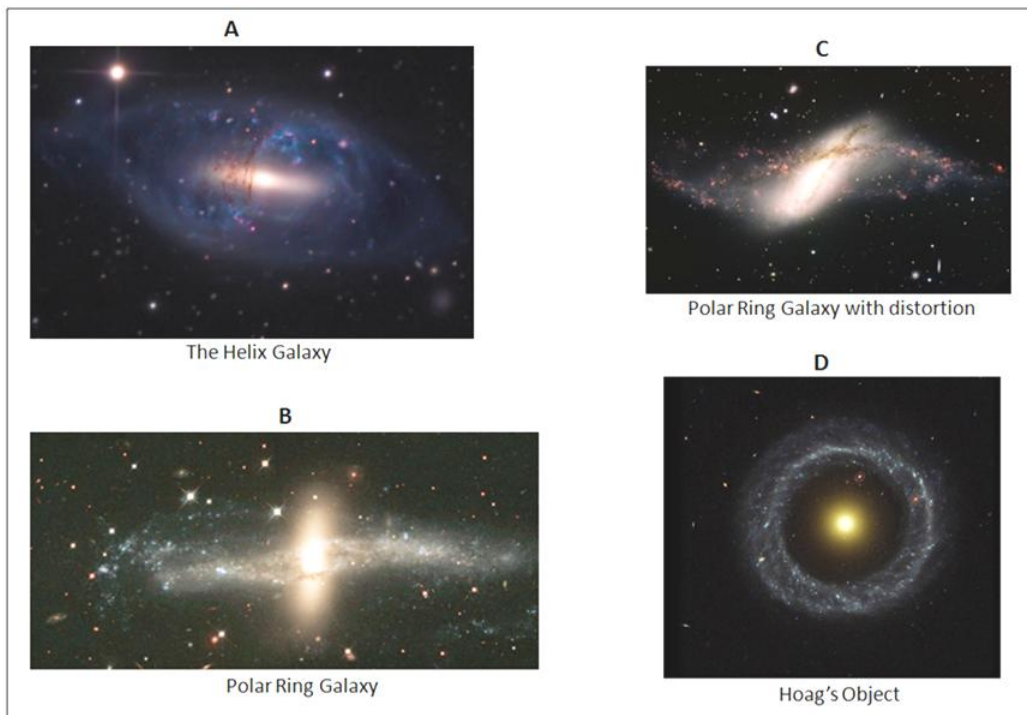 A
The Helix Galaxy
B
Polar Ring Galaxy
C
Polar Ring Galaxy with distortion
D
Hoag's Object